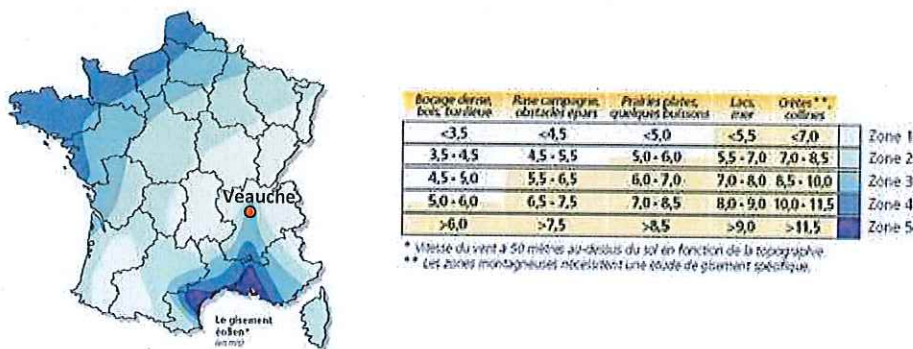 Veauche
Le gisement
éolien*
(en m/s)
Bocage dense, bois, banlieue
Rase campagne, obstacles épars
Prairies plates, quelques buissons
Lacs, mer
Crêtes**, collines
<3,5 <4,5 <5,0 <5,5 <7,0 Zone 1
3,5 - 4,5 4,5 - 5,5 5,0 - 6,0 5,5 - 7,0 7,0 - 8,5 Zone 2
4,5 - 5,0 5,5 - 6,5 6,0 - 7,0 7,0 - 8,0 8,5 - 10,0 Zone 3
5,0 - 6,0 6,5 - 7,5 7,0 - 8,5 8,0 - 9,0 10,0 - 11,5 Zone 4
>6,0 >7,5 >8,5 >9,0 >11,5 Zone 5
* Vitesse du vent à 50 mètres au-dessus du sol en fonction de la topographie.
** Les zones montagneuses nécessitent une étude de gisement spécifique.